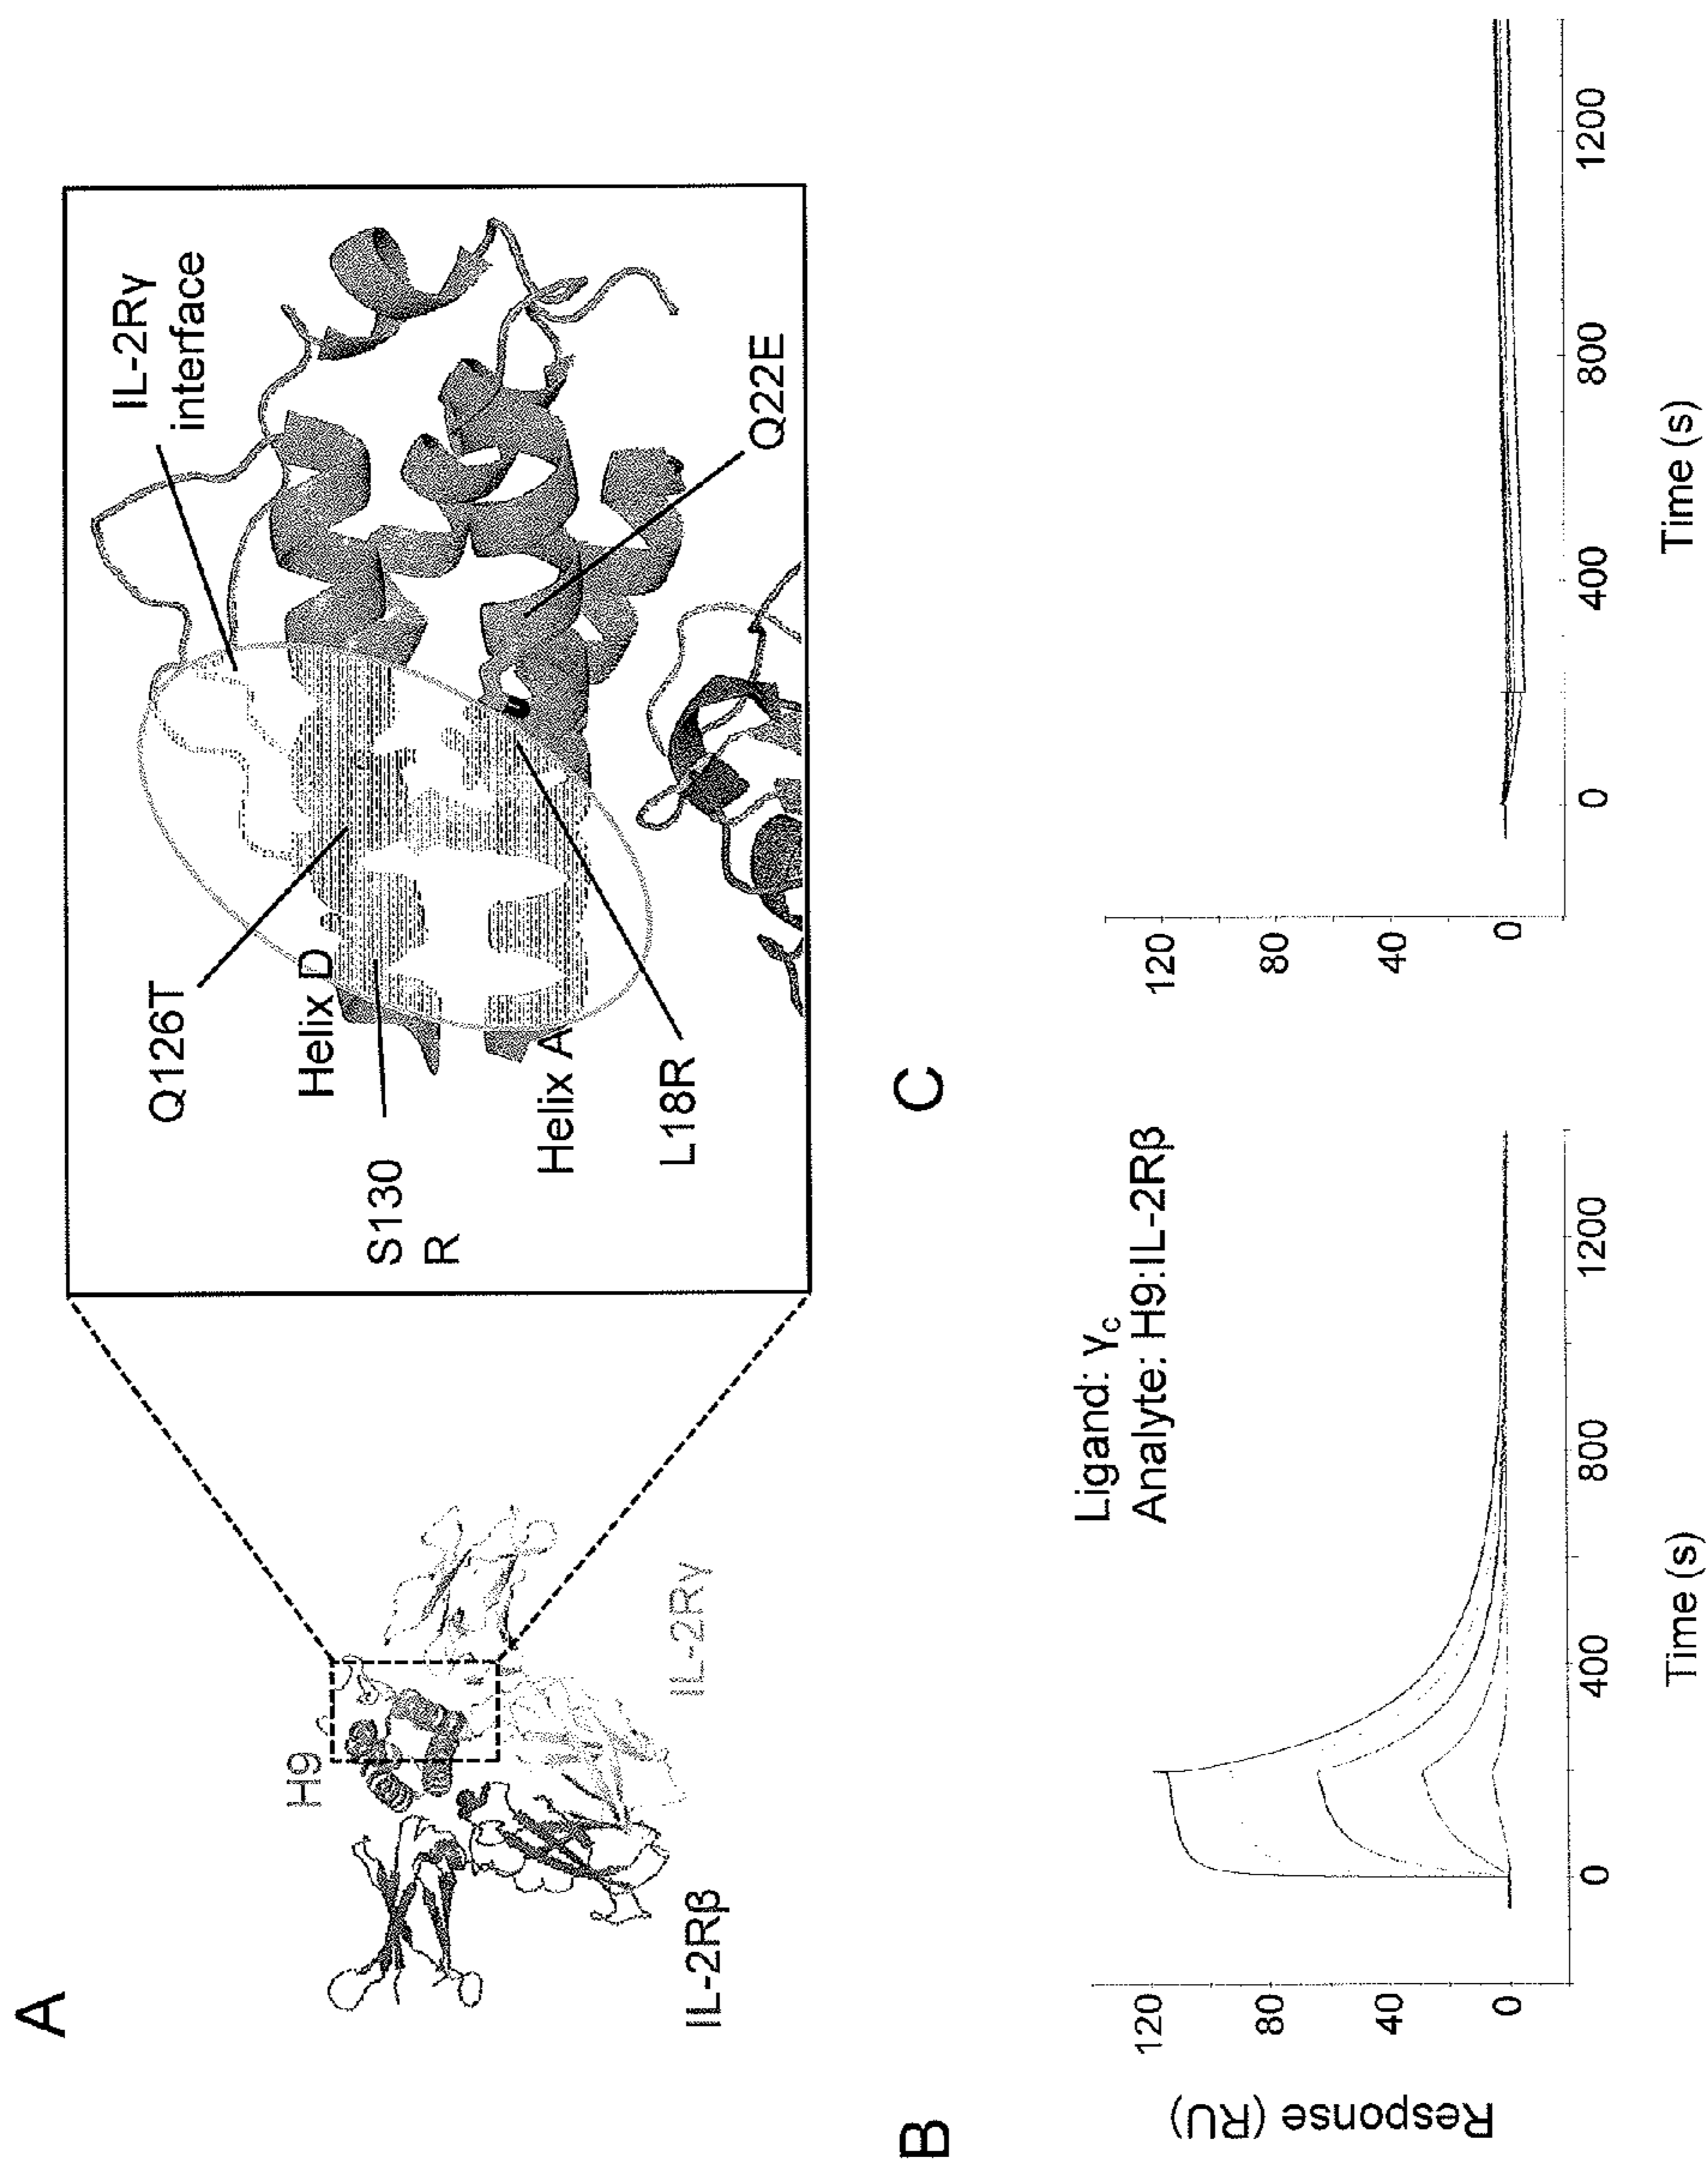 A
H9
IL-2Rβ
IL-2Rγ
Q126T
Helix D
S130
R
Helix A
L18R
IL-2Rγ
interface
Q22E
B
Ligand: γc
Analyte: H9:IL-2Rβ
Response (RU)
120
80
40
0
0
400
800
1200
Time (s)
C
120
80
40
0
0
400
800
1200
Time (s)